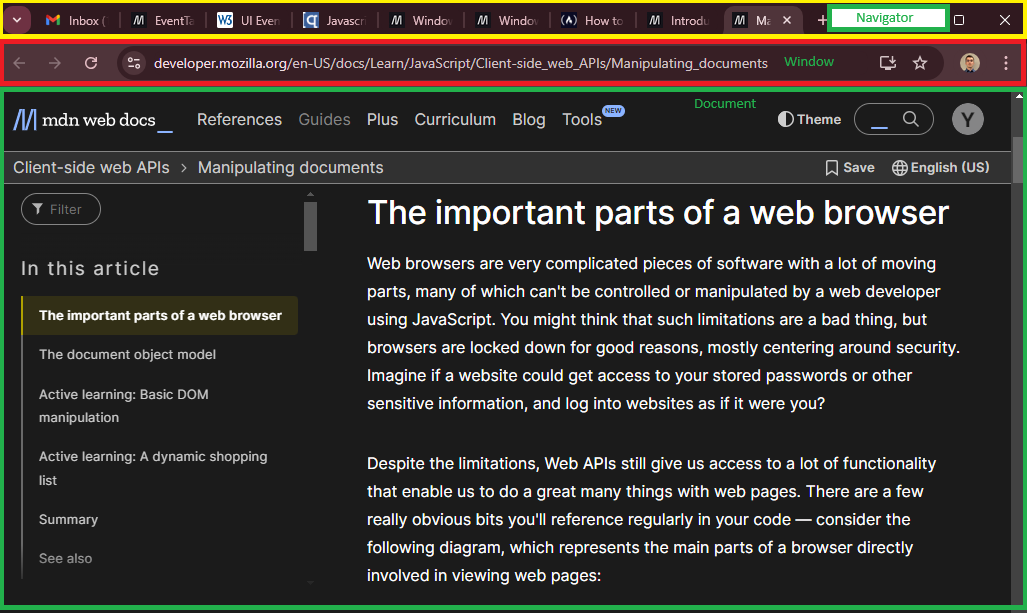 Inbox (
EventTa
UI Even
Javascri
Window
Window
How to
Introdu
Ma
Navigator
developer.mozilla.org/en-US/docs/Learn/JavaScript/Client-side_web_APIs/Manipulating_documents
Window
Document
mdn web docs_
References
Guides
Plus
Curriculum
Blog
Tools
NEW
Theme
Y
Client-side web APIs > Manipulating documents
Save
English (US)
Filter
In this article
The important parts of a web browser
The document object model
Active learning: Basic DOM
manipulation
Active learning: A dynamic shopping
list
Summary
See also
The important parts of a web browser
Web browsers are very complicated pieces of software with a lot of moving
parts, many of which can't be controlled or manipulated by a web developer
using JavaScript. You might think that such limitations are a bad thing, but
browsers are locked down for good reasons, mostly centering around security.
Imagine if a website could get access to your stored passwords or other
sensitive information, and log into websites as if it were you?
Despite the limitations, Web APIs still give us access to a lot of functionality
that enable us to do a great many things with web pages. There are a few
really obvious bits you'll reference regularly in your code — consider the
following diagram, which represents the main parts of a browser directly
involved in viewing web pages: